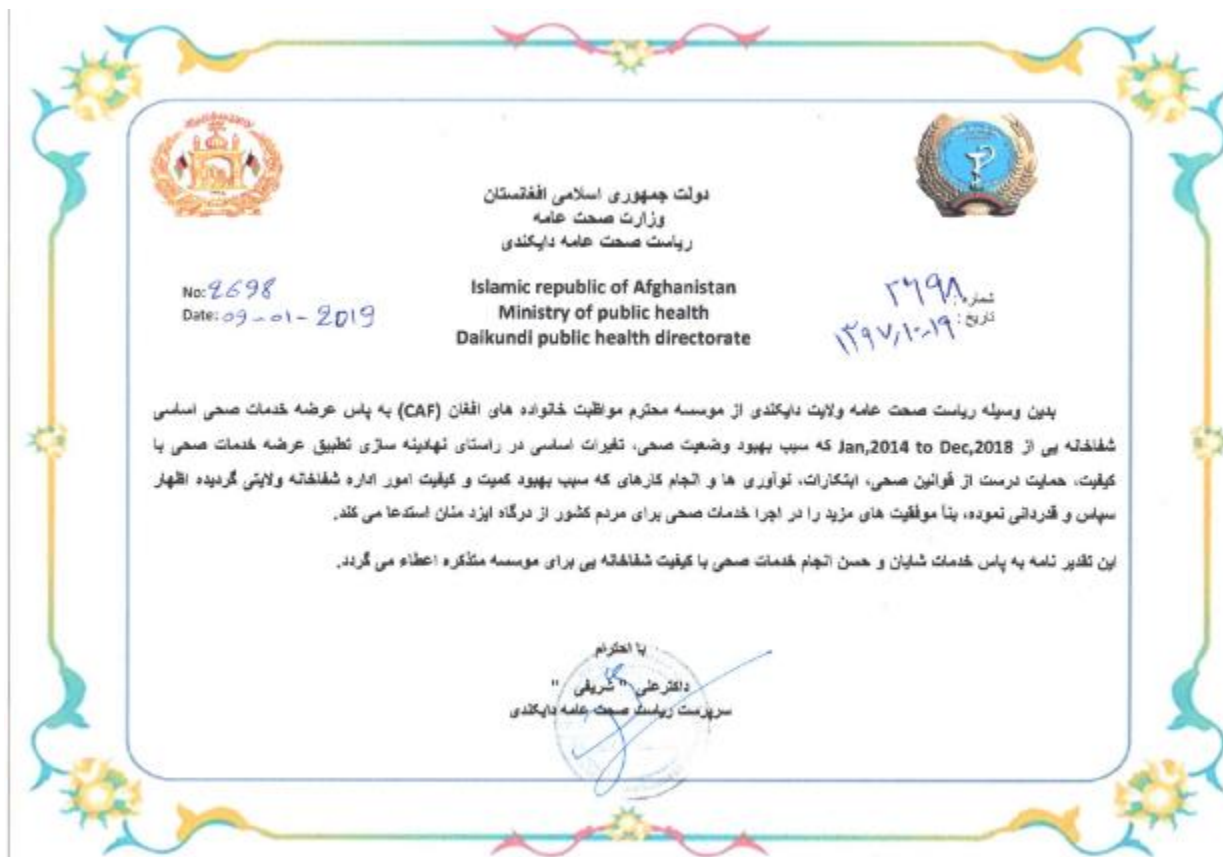 دولت جمهوری اسلامی افغانستان
وزارت صحت عامه
ریاست صحت عامه دایکندی
Islamic republic of Afghanistan
Ministry of public health
Daikundi public health directorate
No: 2698
Date: 09-01-2019
شماره: ۲۶۹۸
تاریخ: ۱۳۹۷/۱۰/۱۹
بدین وسیله ریاست صحت عامه ولایت دایکندی از موسسه محترم مواظبت خانواده های افغان (CAF) به پاس عرضه خدمات صحی اساسی
شفاخانه یی از Jan,2014 to Dec,2018 که سبب بهبود وضعیت صحی، تغیرات اساسی در راستای نهادینه سازی تطبیق عرضه خدمات صحی با
کیفیت، حمایت درست از قوانین صحی، ابتکارات، نوآوری ها و انجام کارهای که سبب بهبود کمیت و کیفیت امور اداره شفاخانه ولایتی گردیده اظهار
سپاس و قدردانی نموده، بنأ موفقیت های مزید را در اجرا خدمات صحی برای مردم کشور از درگاه ایزد منان استدعا می کند.
این تقدیر نامه به پاس خدمات شایان و حسن انجام خدمات صحی با کیفیت شفاخانه یی برای موسسه متذکره اعطاء می گردد.
با احترام
داکترعلی " شریفی "
سرپرست ریاست صحت عامه دایکندی